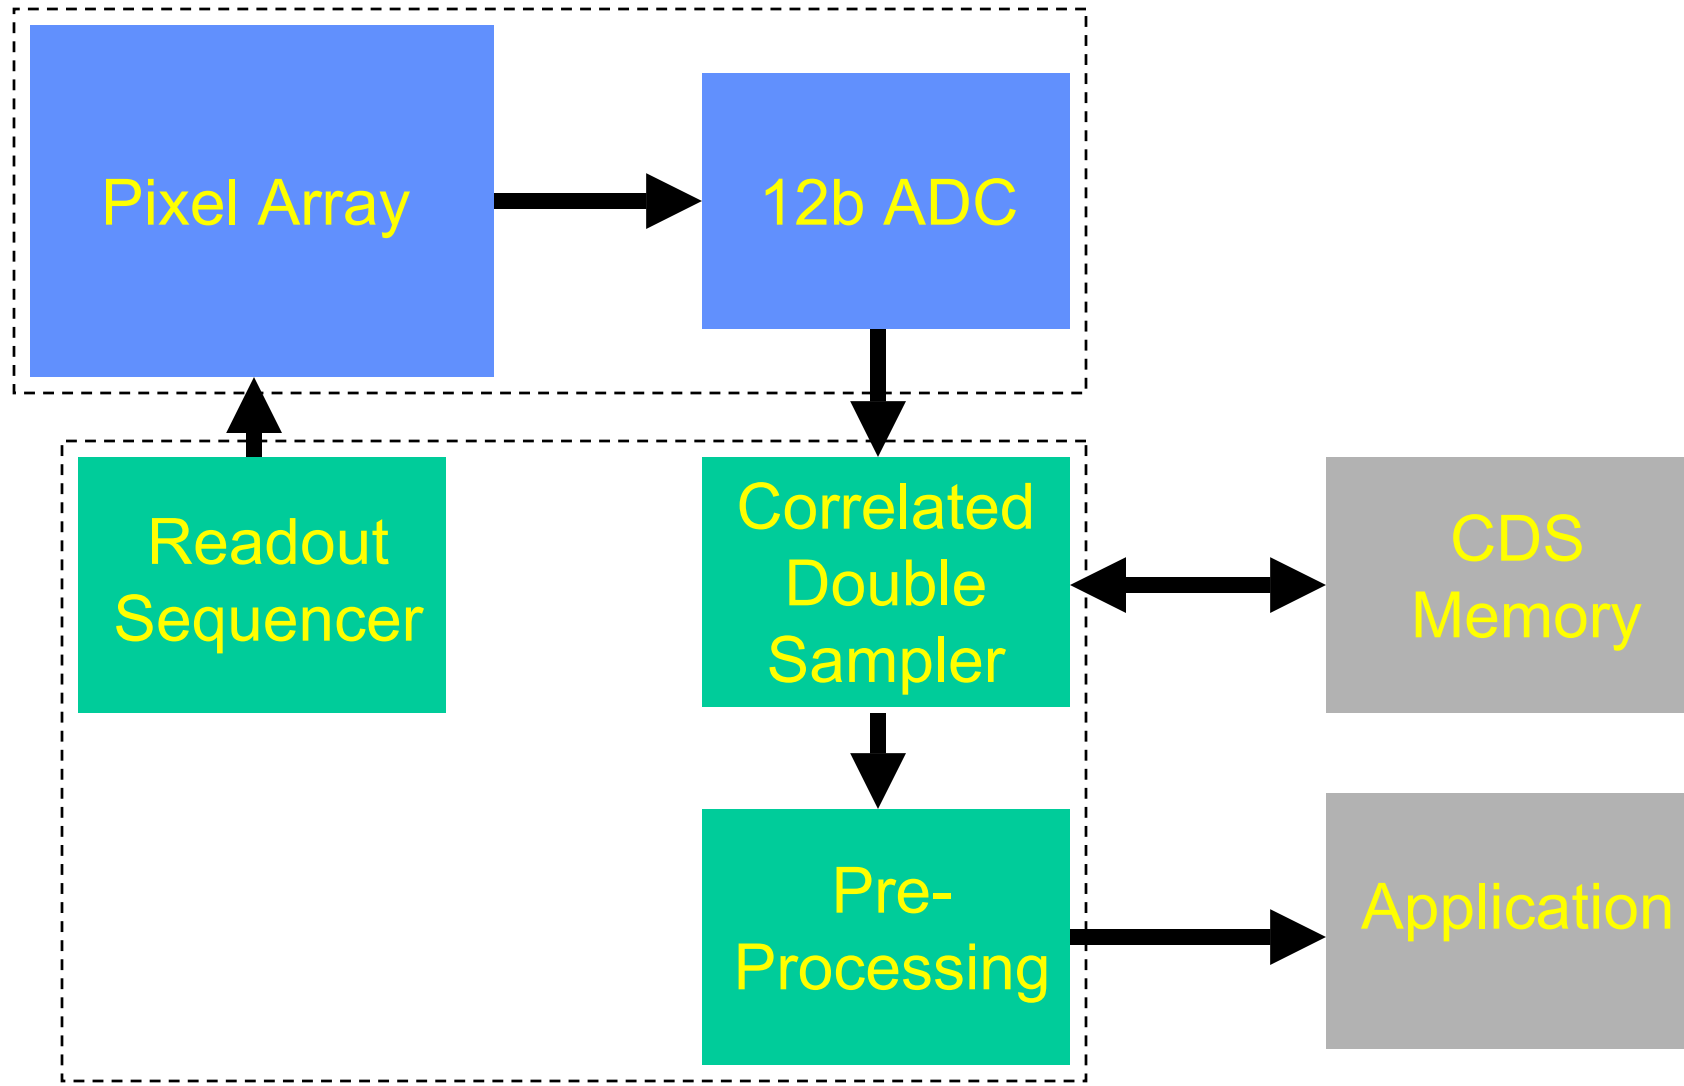 Pixel Array
12b ADC
Readout
Sequencer
Correlated
Double
Sampler
CDS
Memory
Pre-
Processing
Application